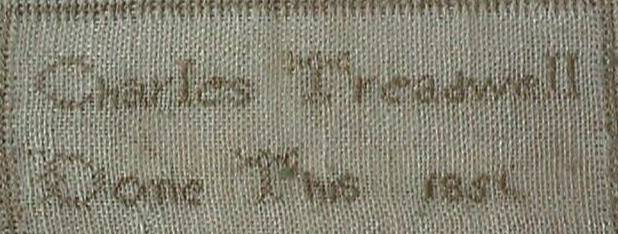 Charles Treadwell
Done This